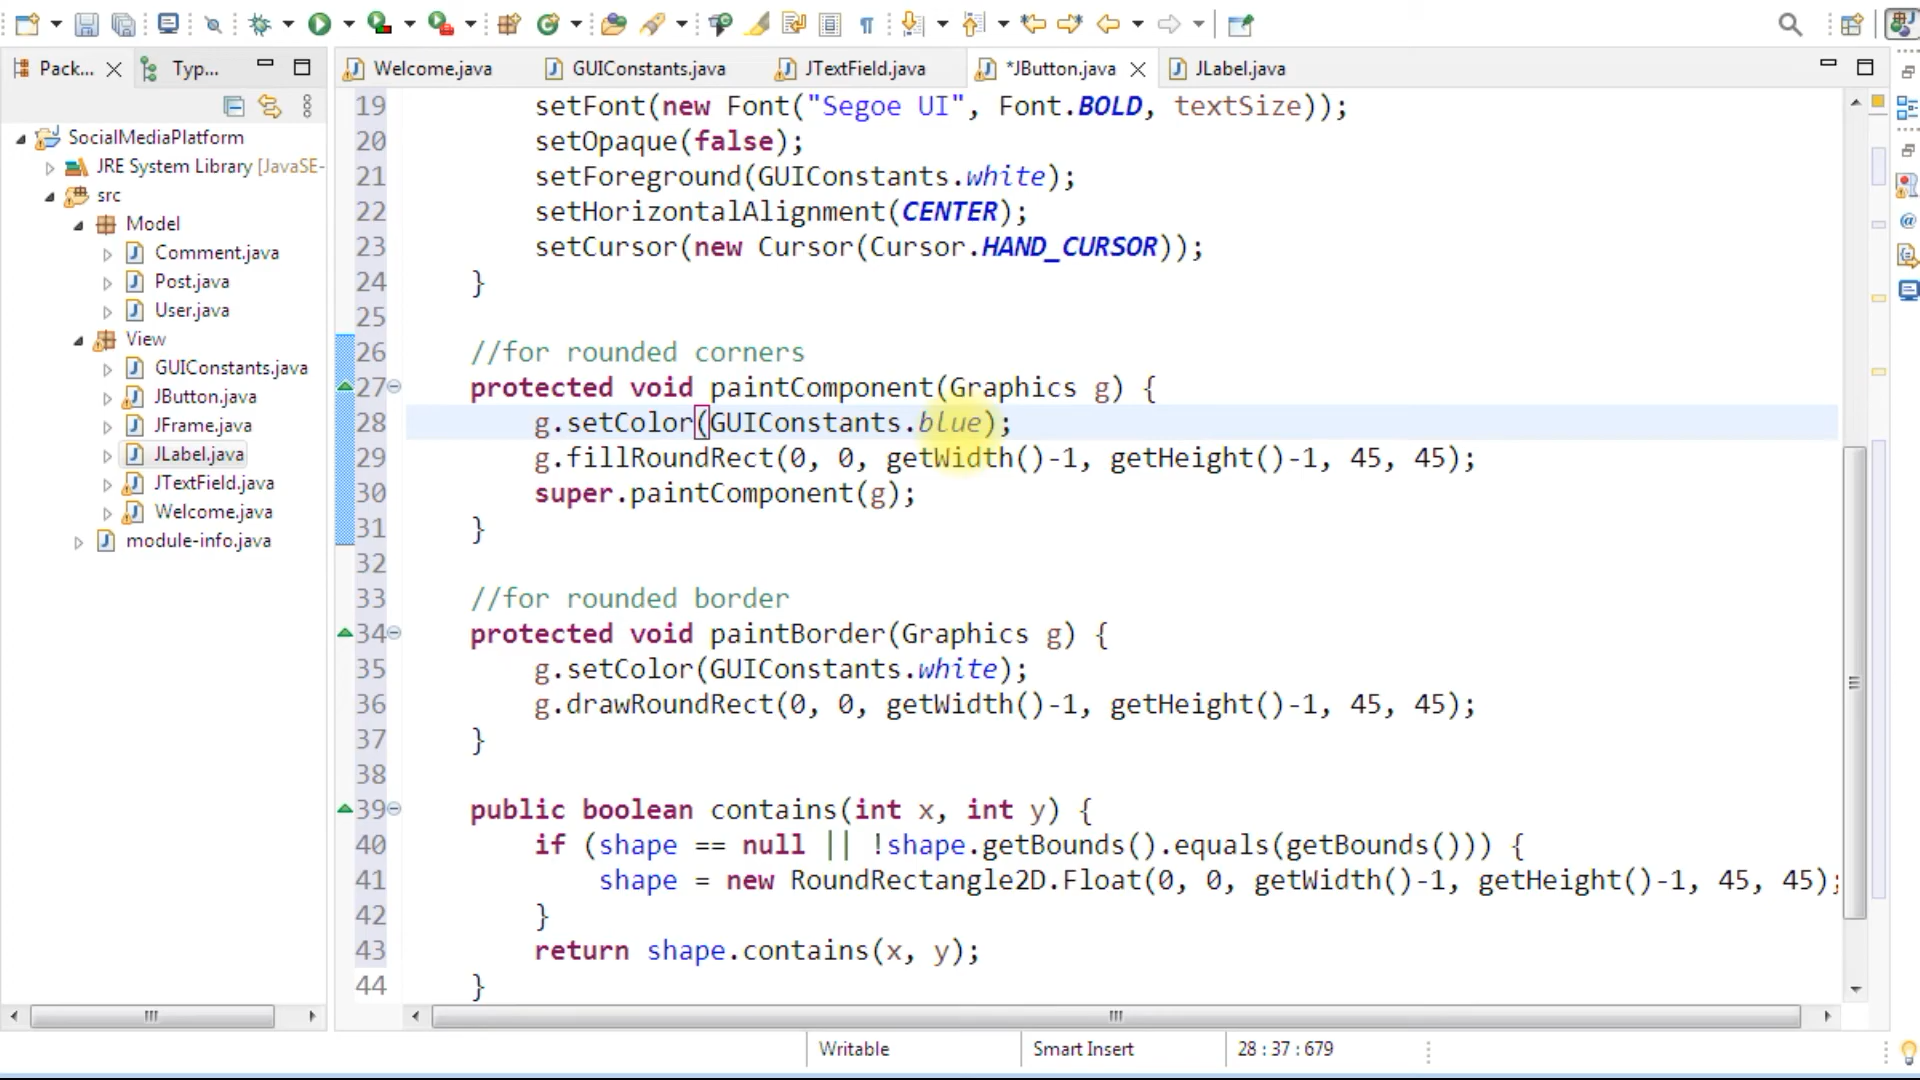 Pack...
Typ...
SocialMediaPlatform
JRE System Library [JavaSE-
src
Model
Comment.java
Post.java
User.java
View
GUIConstants.java
JButton.java
JFrame.java
JLabel.java
JTextField.java
Welcome.java
module-info.java
Welcome.java
GUIConstants.java
JTextField.java
*JButton.java
JLabel.java
19 setFont(new Font("Segoe UI", Font.BOLD, textSize));
20 setOpaque(false);
21 setForeground(GUIConstants.white);
22 setHorizontalAlignment(CENTER);
23 setCursor(new Cursor(Cursor.HAND_CURSOR));
24 }
25
26 //for rounded corners
27 protected void paintComponent(Graphics g) {
28 g.setColor(GUIConstants.blue);
29 g.fillRoundRect(0, 0, getWidth()-1, getHeight()-1, 45, 45);
30 super.paintComponent(g);
31 }
32
33 //for rounded border
34 protected void paintBorder(Graphics g) {
35 g.setColor(GUIConstants.white);
36 g.drawRoundRect(0, 0, getWidth()-1, getHeight()-1, 45, 45);
37 }
38
39 public boolean contains(int x, int y) {
40 if (shape == null || !shape.getBounds().equals(getBounds())) {
41 shape = new RoundRectangle2D.Float(0, 0, getWidth()-1, getHeight()-1, 45, 45);
42 }
43 return shape.contains(x, y);
44 }
Writable
Smart Insert
28 : 37 : 679